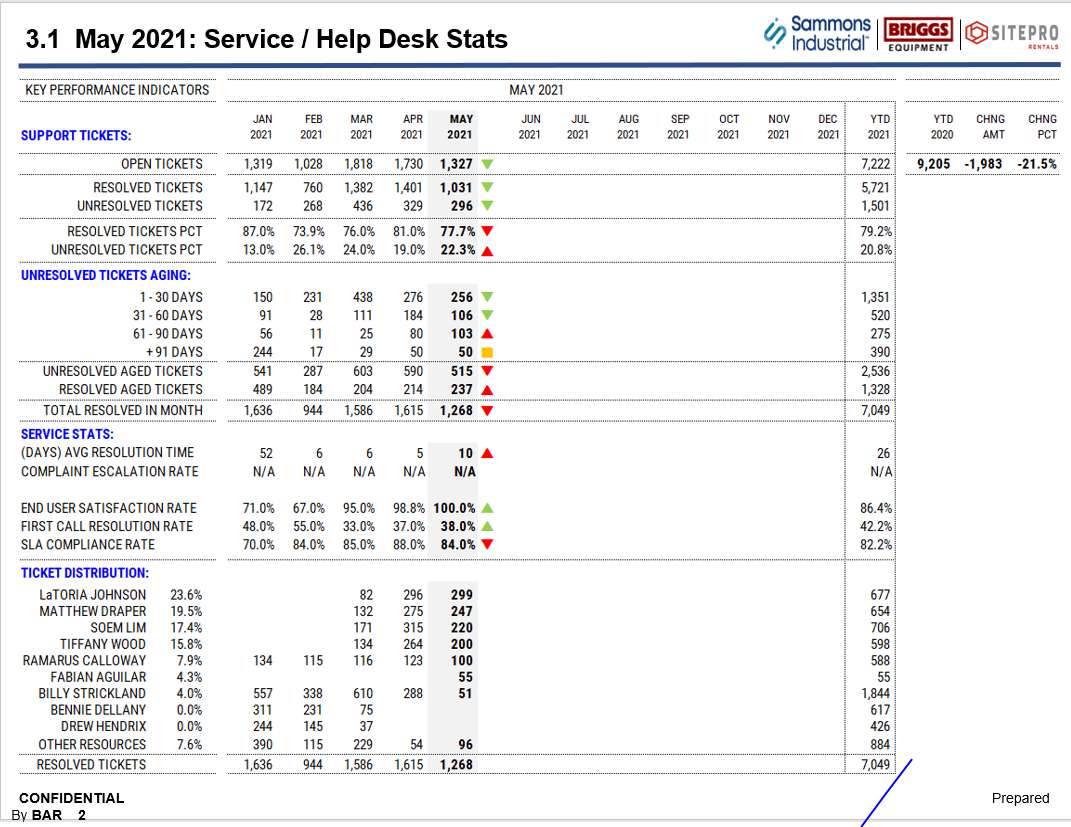 3.1 May 2021: Service / Help Desk Stats
Sammons Industrial
BRIGGS EQUIPMENT
SITEPRO RENTALS
KEY PERFORMANCE INDICATORS MAY 2021
JAN FEB MAR APR MAY JUN JUL AUG SEP OCT NOV DEC YTD YTD CHNG CHNG
SUPPORT TICKETS: 2021 2021 2021 2021 2021 2021 2021 2021 2021 2021 2021 2021 2021 2020 AMT PCT
OPEN TICKETS 1,319 1,028 1,818 1,730 1,327 7,222 9,205 -1,983 -21.5%
RESOLVED TICKETS 1,147 760 1,382 1,401 1,031 5,721
UNRESOLVED TICKETS 172 268 436 329 296 1,501
RESOLVED TICKETS PCT 87.0% 73.9% 76.0% 81.0% 77.7% 79.2%
UNRESOLVED TICKETS PCT 13.0% 26.1% 24.0% 19.0% 22.3% 20.8%
UNRESOLVED TICKETS AGING:
1 - 30 DAYS 150 231 438 276 256 1,351
31 - 60 DAYS 91 28 111 184 106 520
61 - 90 DAYS 56 11 25 80 103 275
+ 91 DAYS 244 17 29 50 50 390
UNRESOLVED AGED TICKETS 541 287 603 590 515 2,536
RESOLVED AGED TICKETS 489 184 204 214 237 1,328
TOTAL RESOLVED IN MONTH 1,636 944 1,586 1,615 1,268 7,049
SERVICE STATS:
(DAYS) AVG RESOLUTION TIME 52 6 6 5 10 26
COMPLAINT ESCALATION RATE N/A N/A N/A N/A N/A N/A
END USER SATISFACTION RATE 71.0% 67.0% 95.0% 98.8% 100.0% 86.4%
FIRST CALL RESOLUTION RATE 48.0% 55.0% 33.0% 37.0% 38.0% 42.2%
SLA COMPLIANCE RATE 70.0% 84.0% 85.0% 88.0% 84.0% 82.2%
TICKET DISTRIBUTION:
LaTORIA JOHNSON 23.6% 82 296 299 677
MATTHEW DRAPER 19.5% 132 275 247 654
SOEM LIM 17.4% 171 315 220 706
TIFFANY WOOD 15.8% 134 264 200 598
RAMARUS CALLOWAY 7.9% 134 115 116 123 100 588
FABIAN AGUILAR 4.3% 55 55
BILLY STRICKLAND 4.0% 557 338 610 288 51 1,844
BENNIE DELLANY 0.0% 311 231 75 617
DREW HENDRIX 0.0% 244 145 37 426
OTHER RESOURCES 7.6% 390 115 229 54 96 884
RESOLVED TICKETS 1,636 944 1,586 1,615 1,268 7,049
CONFIDENTIAL Prepared
By BAR 2